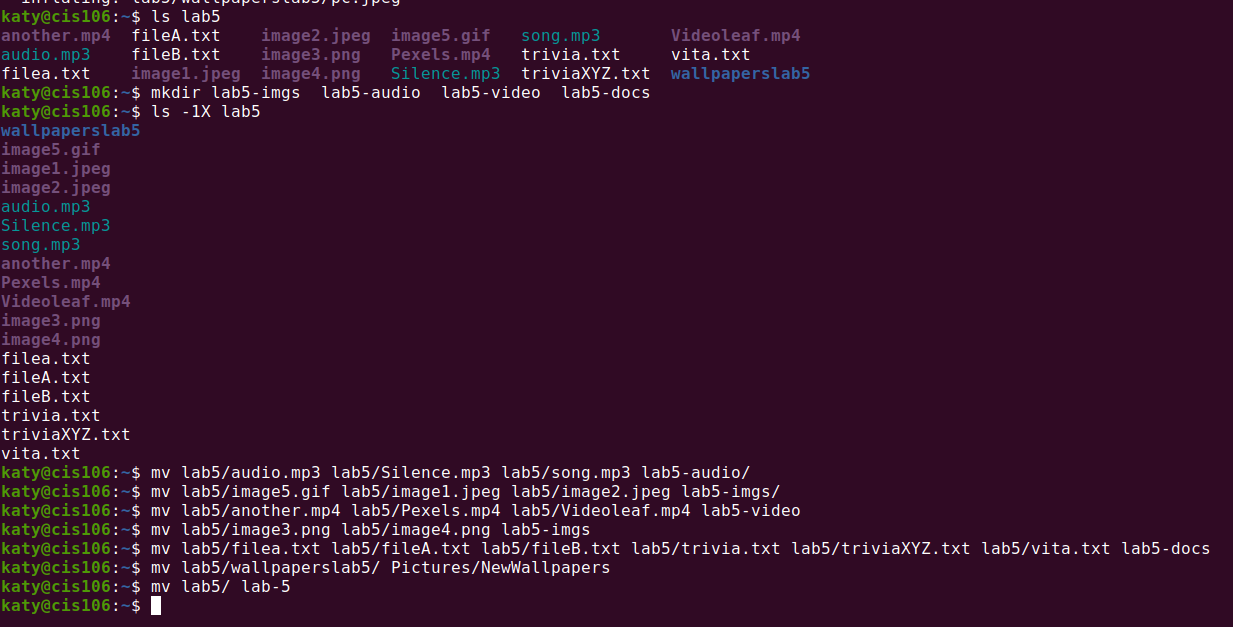 inflating: lab5/wallpaperslab5/pc.jpeg
katy@cis106:~$ ls lab5
another.mp4  fileA.txt    image2.jpeg  image5.gif   song.mp3       Videoleaf.mp4
audio.mp3    fileB.txt    image3.png   Pexels.mp4   trivia.txt     vita.txt
filea.txt    image1.jpeg  image4.png   Silence.mp3  triviaXYZ.txt  wallpaperslab5
katy@cis106:~$ mkdir lab5-imgs  lab5-audio  lab5-video  lab5-docs
katy@cis106:~$ ls -1X lab5
wallpaperslab5
image5.gif
image1.jpeg
image2.jpeg
audio.mp3
Silence.mp3
song.mp3
another.mp4
Pexels.mp4
Videoleaf.mp4
image3.png
image4.png
filea.txt
fileA.txt
fileB.txt
trivia.txt
triviaXYZ.txt
vita.txt
katy@cis106:~$ mv lab5/audio.mp3 lab5/Silence.mp3 lab5/song.mp3 lab5-audio/
katy@cis106:~$ mv lab5/image5.gif lab5/image1.jpeg lab5/image2.jpeg lab5-imgs/
katy@cis106:~$ mv lab5/another.mp4 lab5/Pexels.mp4 lab5/Videoleaf.mp4 lab5-video
katy@cis106:~$ mv lab5/image3.png lab5/image4.png lab5-imgs
katy@cis106:~$ mv lab5/filea.txt lab5/fileA.txt lab5/fileB.txt lab5/trivia.txt lab5/triviaXYZ.txt lab5/vita.txt lab5-docs
katy@cis106:~$ mv lab5/wallpaperslab5/ Pictures/NewWallpapers
katy@cis106:~$ mv lab5/ lab-5
katy@cis106:~$